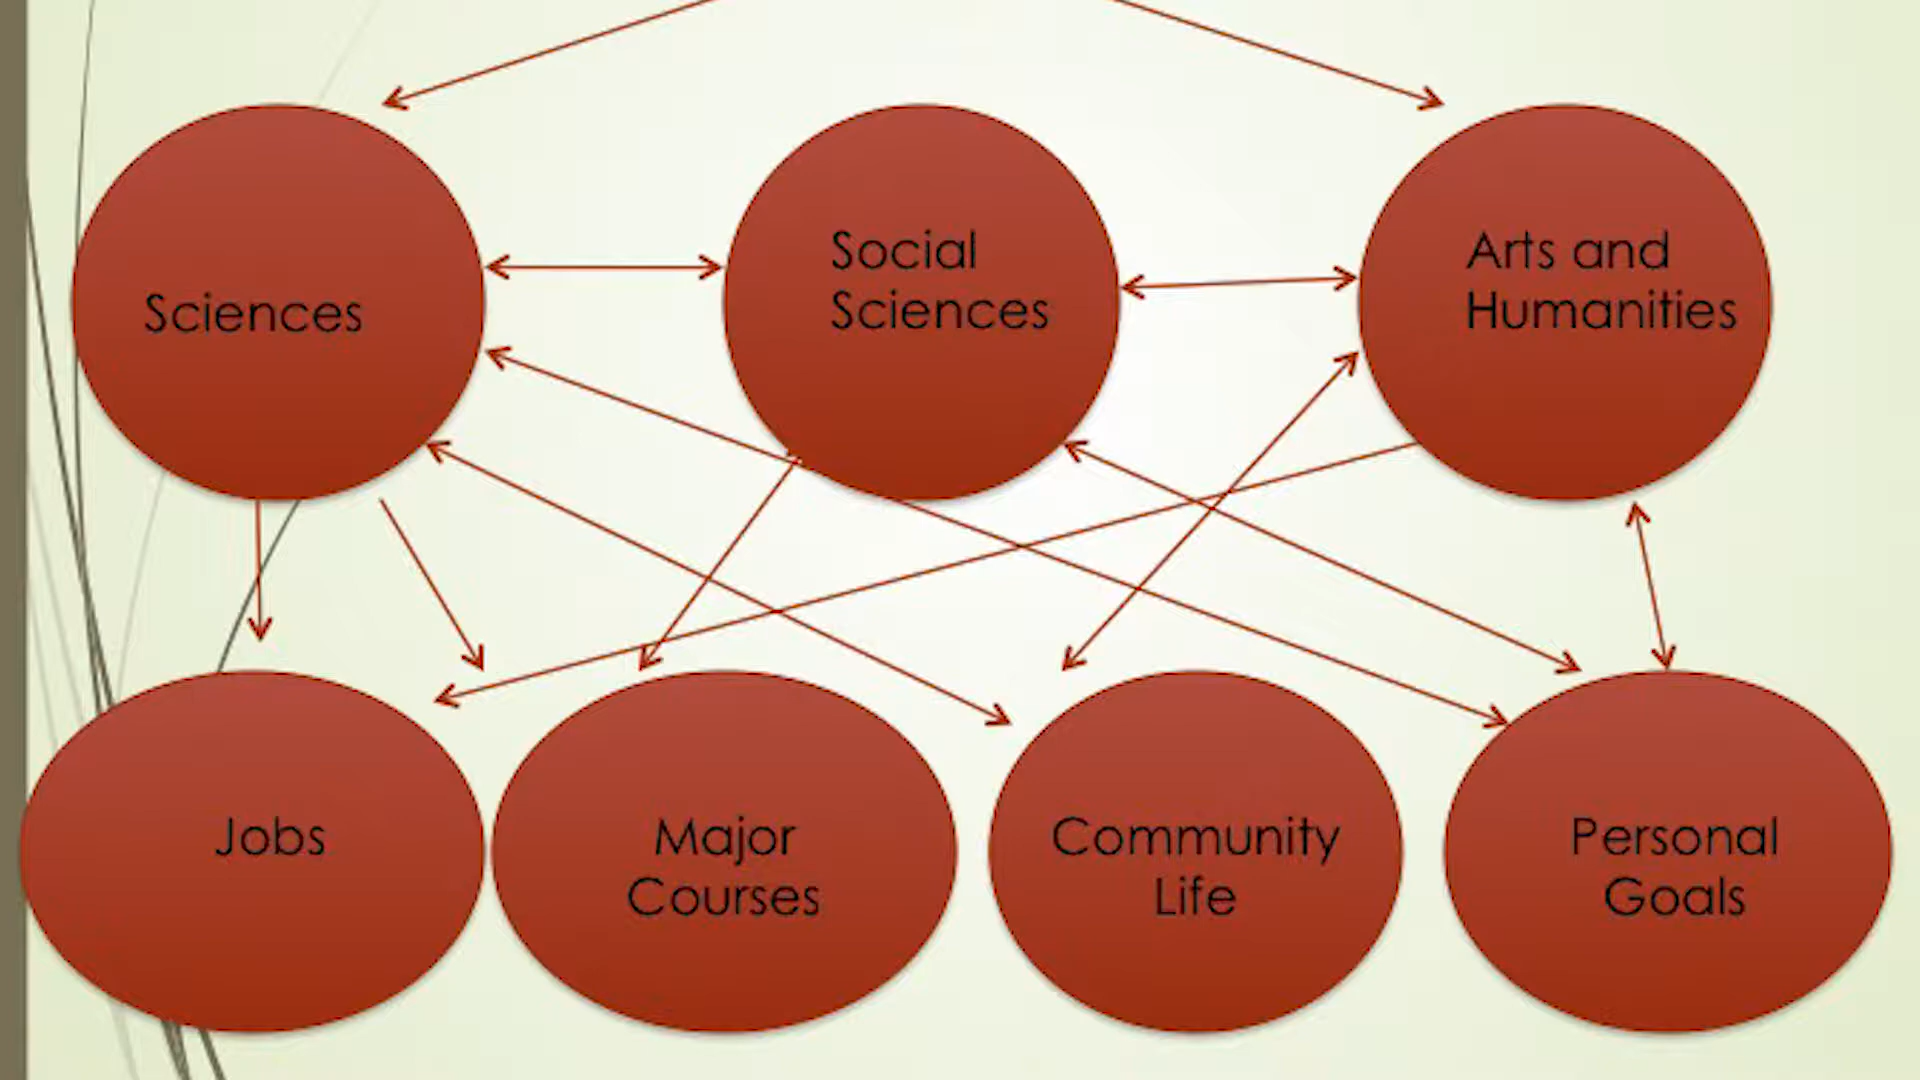 Sciences
Social
Sciences
Arts and
Humanities
Jobs
Major
Courses
Community
Life
Personal
Goals